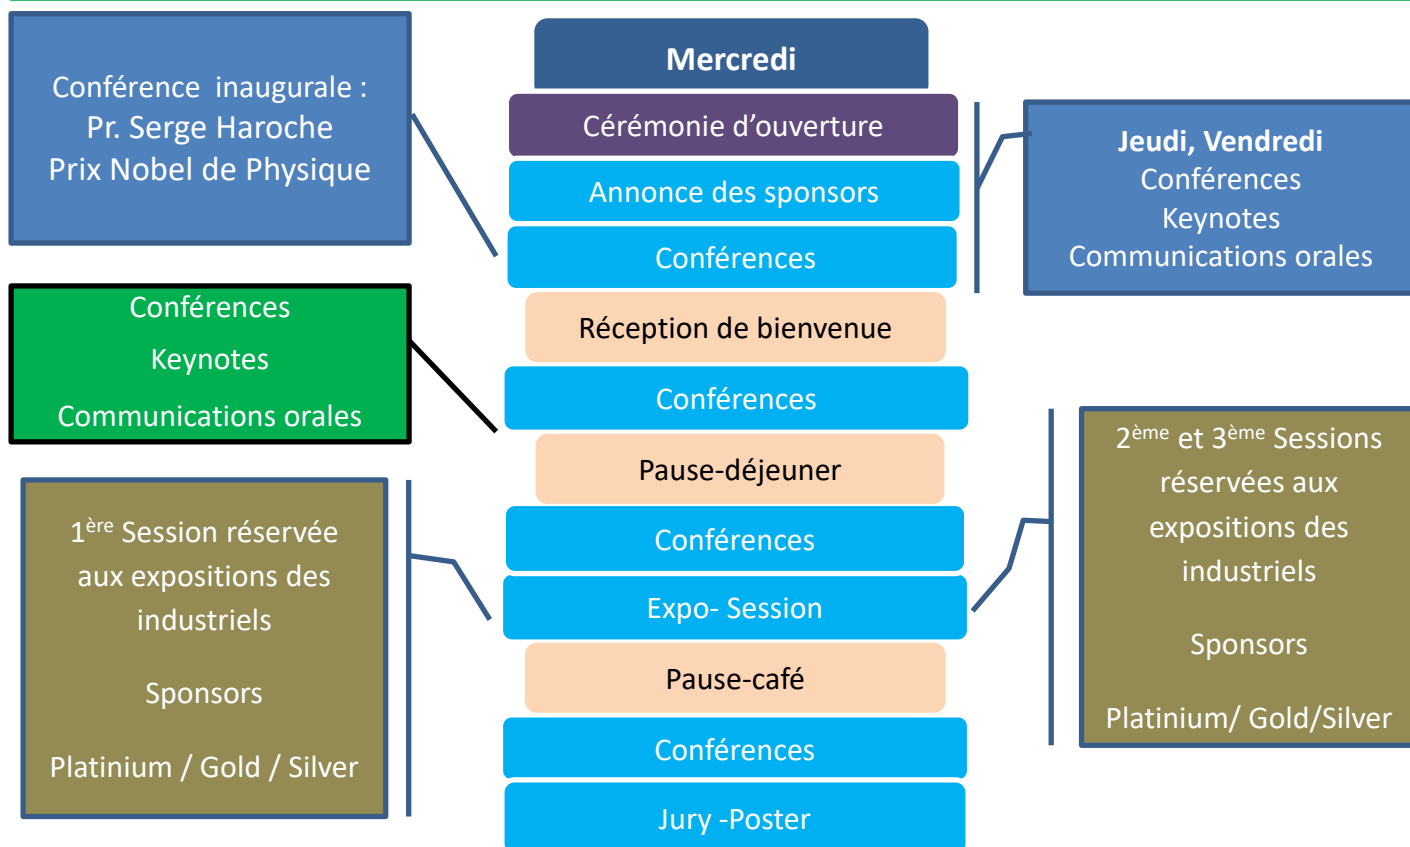 Conférence inaugurale :
Pr. Serge Haroche
Prix Nobel de Physique
Conférences
Keynotes
Communications orales
1ère Session réservée
aux expositions des
industriels
Sponsors
Platinium / Gold / Silver
Mercredi
Cérémonie d’ouverture
Annonce des sponsors
Conférences
Réception de bienvenue
Conférences
Pause-déjeuner
Conférences
Expo- Session
Pause-café
Conférences
Jury -Poster
Jeudi, Vendredi
Conférences
Keynotes
Communications orales
2ème et 3ème Sessions
réservées aux
expositions des
industriels
Sponsors
Platinium/ Gold/Silver